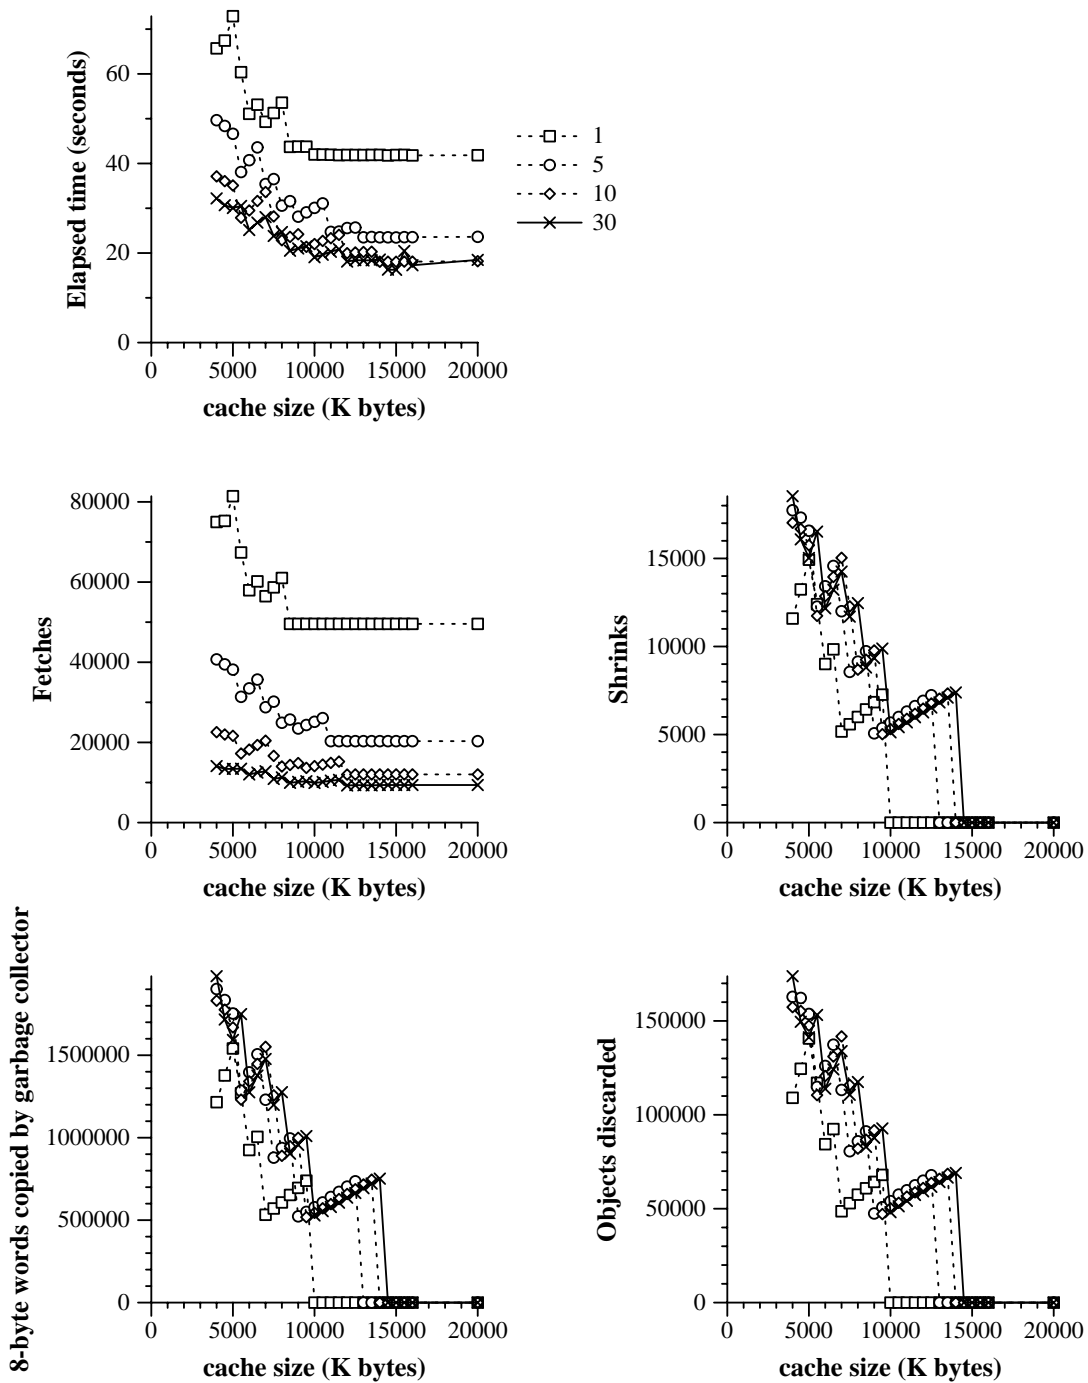 Elapsed time (seconds)
60
40
20
0
0 5000 10000 15000 20000
cache size (K bytes)
1
5
10
30
Fetches
80000
60000
40000
20000
0
0 5000 10000 15000 20000
cache size (K bytes)
Shrinks
15000
10000
5000
0
0 5000 10000 15000 20000
cache size (K bytes)
8-byte words copied by garbage collector
1500000
1000000
500000
0
0 5000 10000 15000 20000
cache size (K bytes)
Objects discarded
150000
100000
50000
0
0 5000 10000 15000 20000
cache size (K bytes)